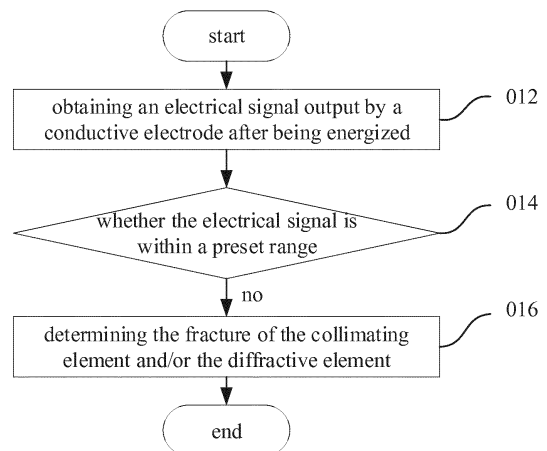 start
obtaining an electrical signal output by a
conductive electrode after being energized
012
whether the electrical signal is
within a preset range
014
no
determining the fracture of the collimating
element and/or the diffractive element
016
end